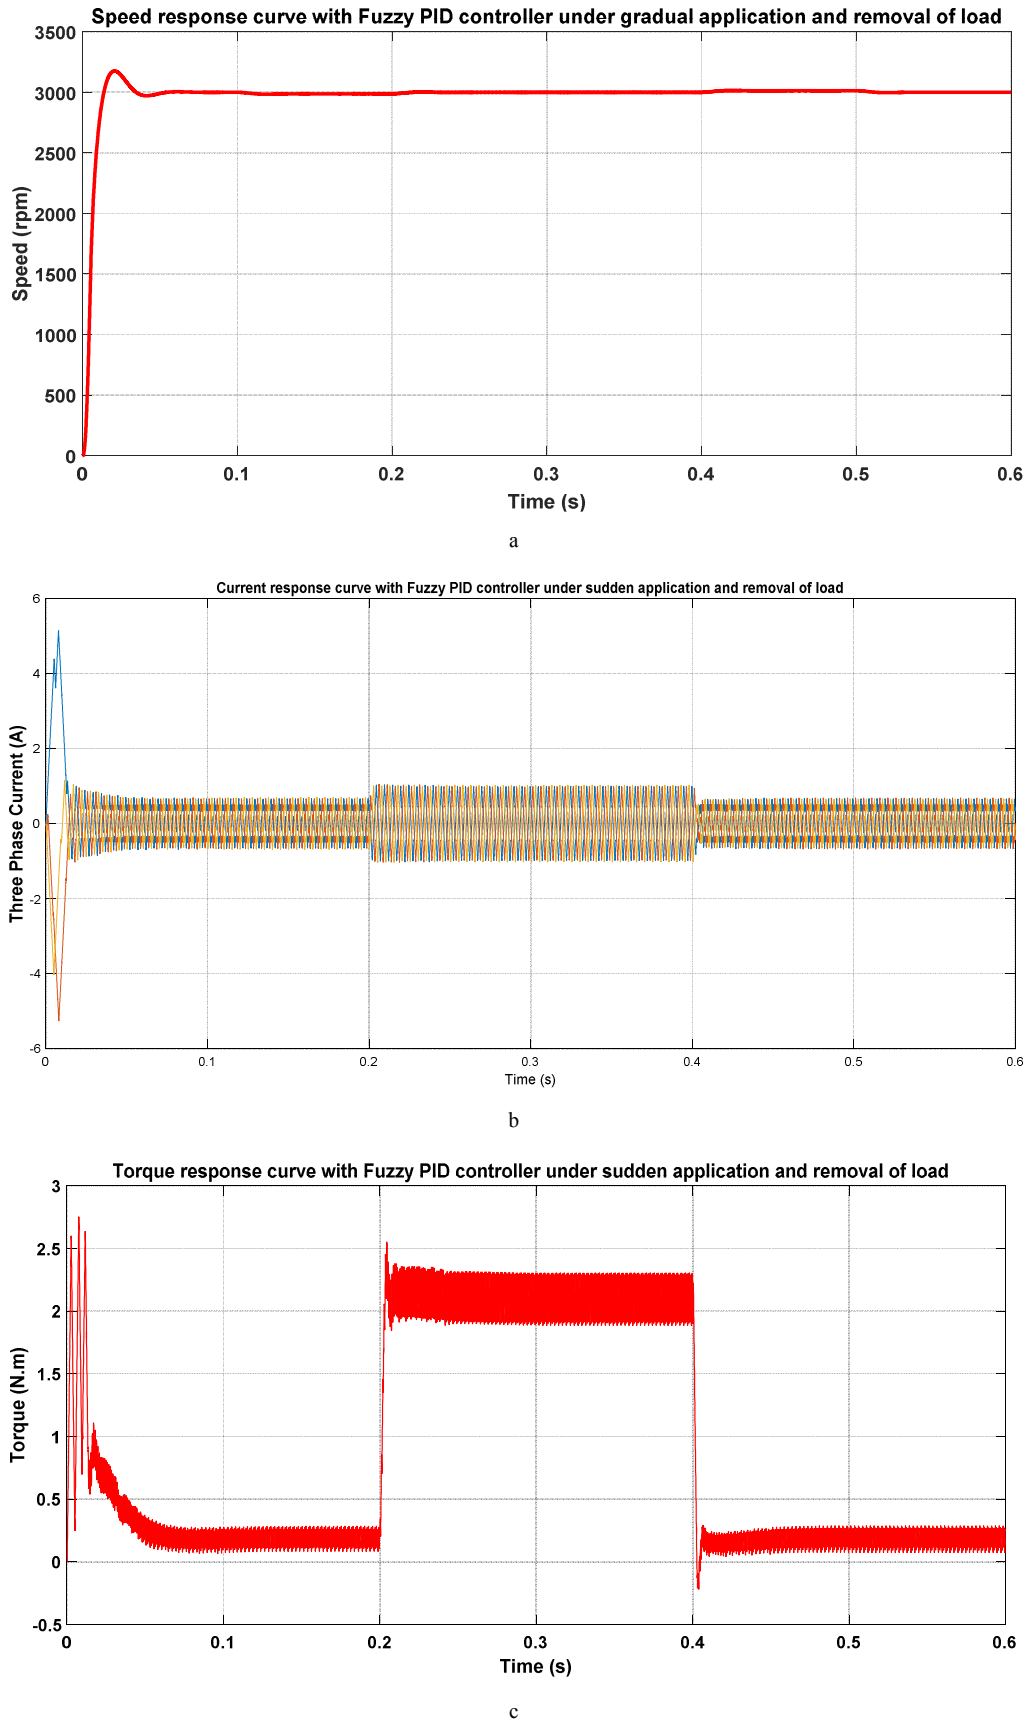 Speed response curve with Fuzzy PID controller under gradual application and removal of load
3500
3000
2500
2000
1500
1000
500
0
Speed (rpm)
0 0.1 0.2 0.3 0.4 0.5 0.6
Time (s)
a
Current response curve with Fuzzy PID controller under sudden application and removal of load
6
4
2
0
-2
-4
-6
Three Phase Current (A)
0 0.1 0.2 0.3 0.4 0.5 0.6
Time (s)
b
Torque response curve with Fuzzy PID controller under sudden application and removal of load
3
2.5
2
1.5
1
0.5
0
-0.5
Torque (N.m)
0 0.1 0.2 0.3 0.4 0.5 0.6
Time (s)
c